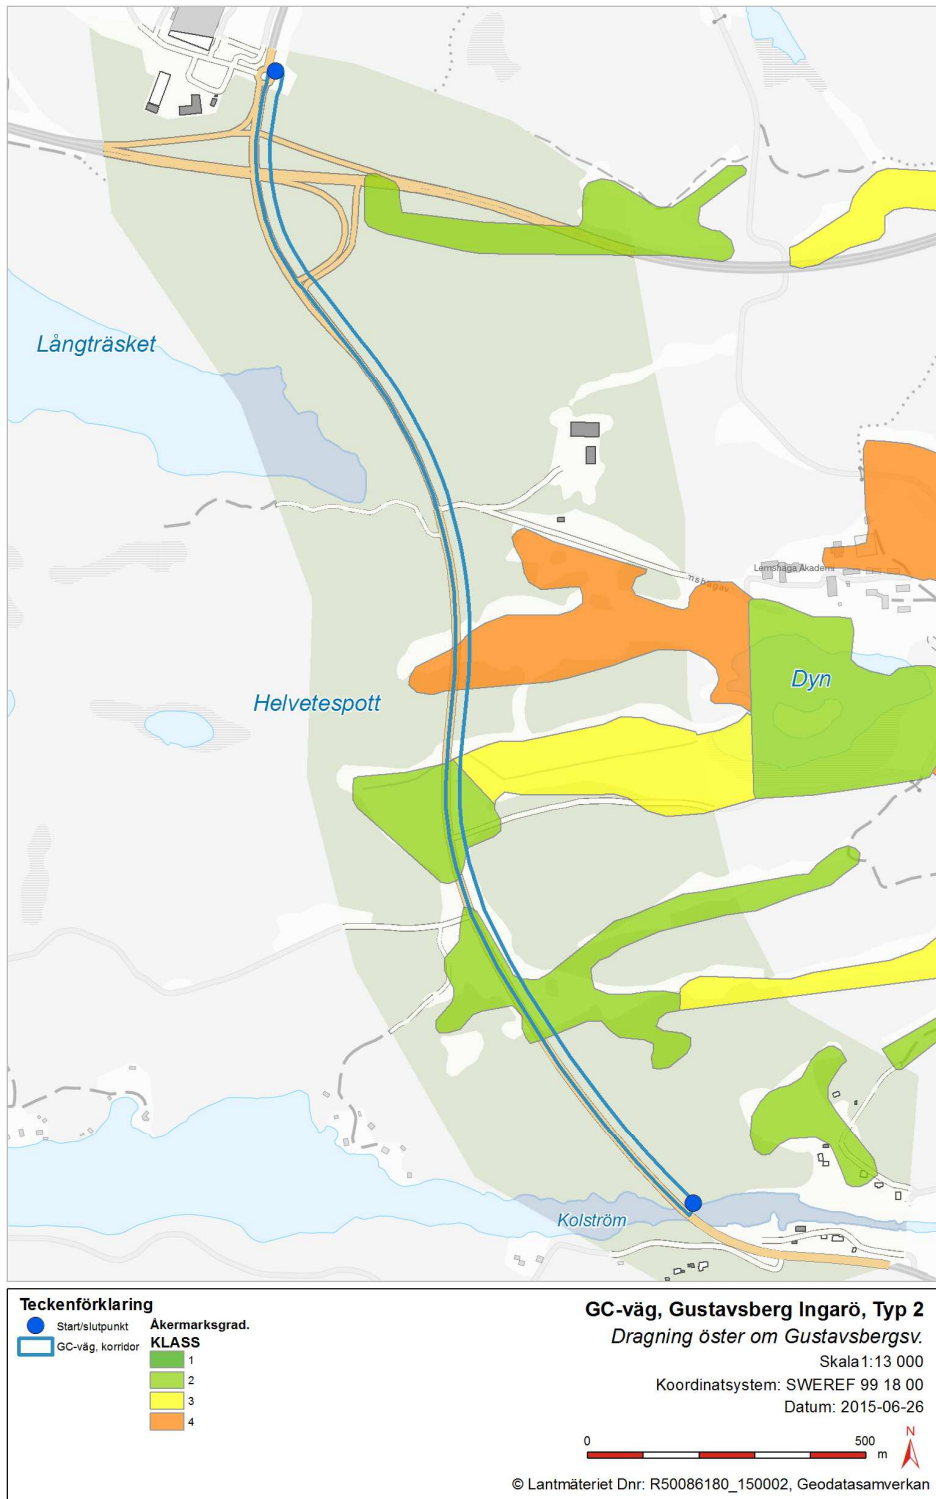 Långträsket
Lemshaga Akademi
mshagav.
Dyn
Helvetespott
Kolström
Teckenförklaring
Start/slutpunkt
GC-väg, korridor
Åkermarksgrad.
KLASS
1
2
3
4
GC-väg, Gustavsberg Ingarö, Typ 2
Dragning öster om Gustavsbergsv.
Skala1:13 000
Koordinatsystem: SWEREF 99 18 00
Datum: 2015-06-26
0 500
m
N
© Lantmäteriet Dnr: R50086180_150002, Geodatasamverkan